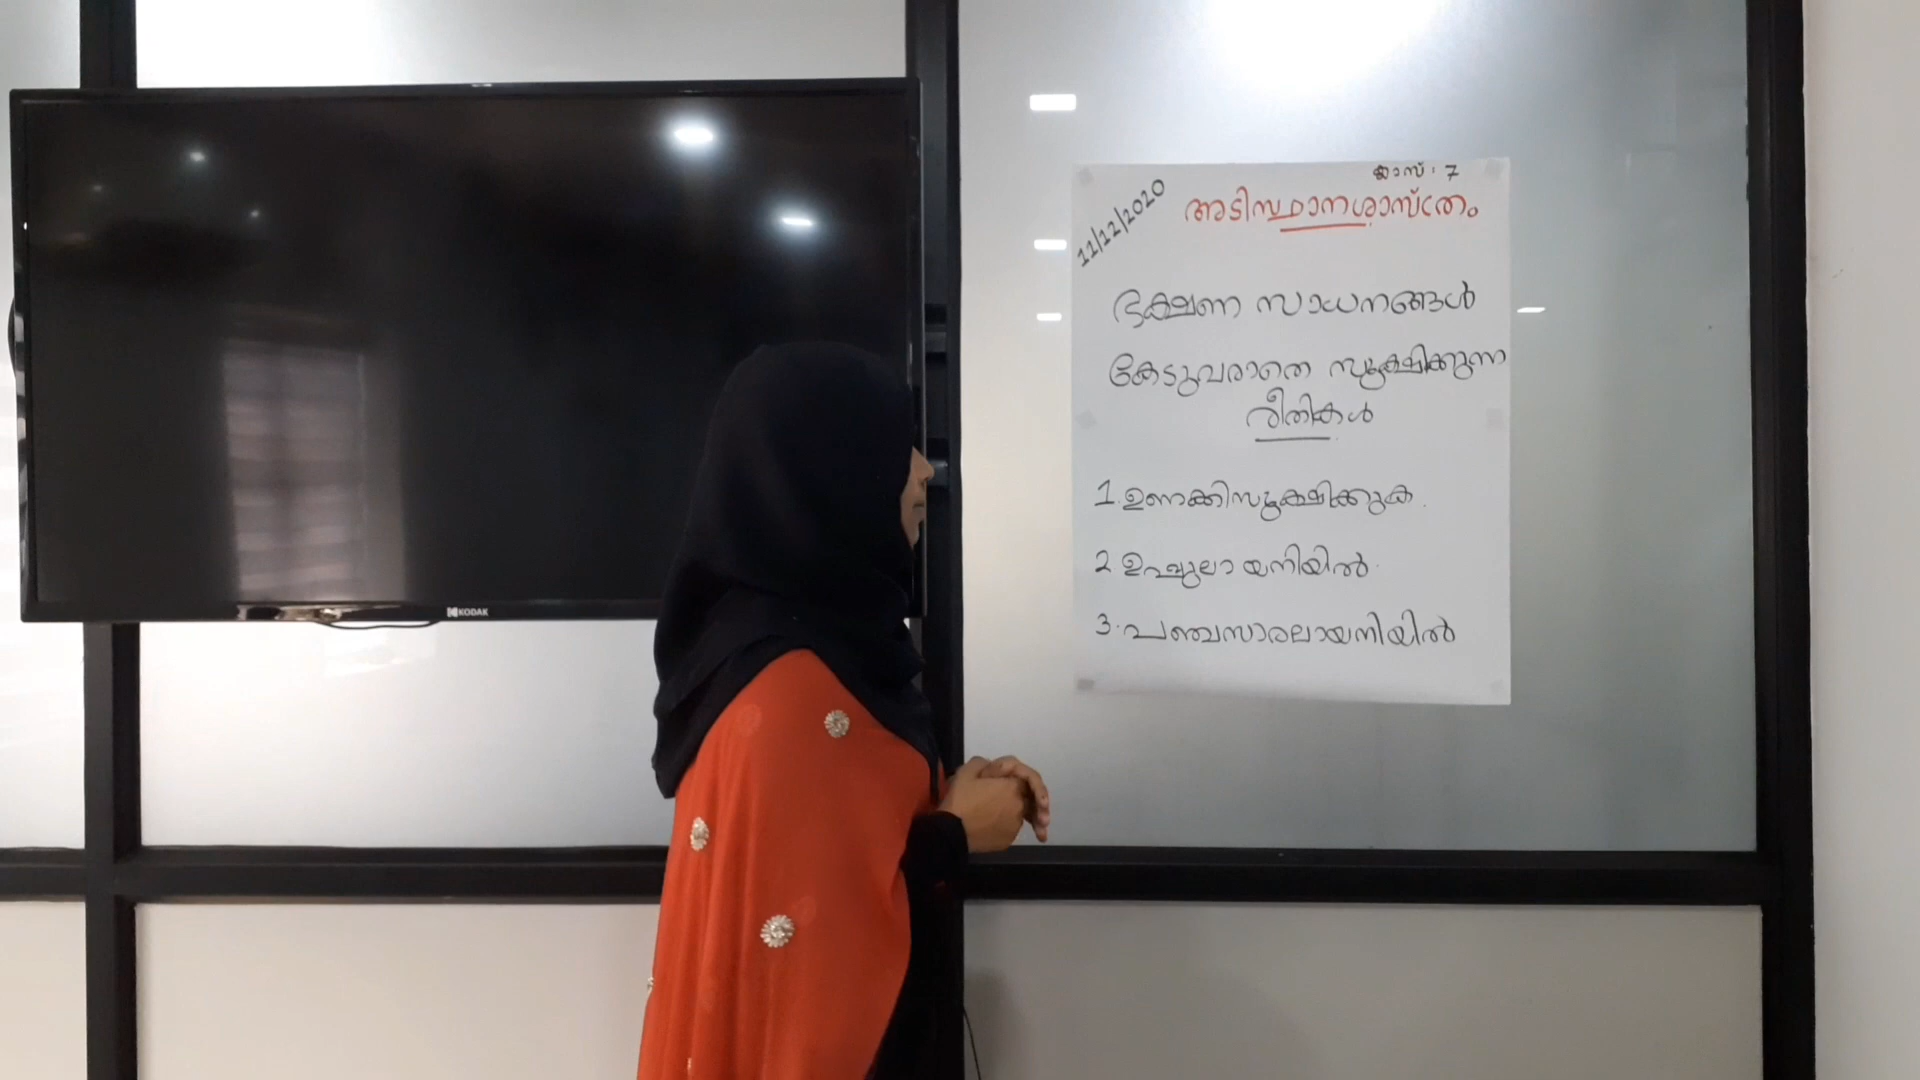 ക്ലാസ് : 7
11/12/2020
അടിസ്ഥാനശാസ്ത്രം
ഭക്ഷണ സാധനങ്ങൾ
കേടുവരാതെ സൂക്ഷിക്കുന്ന
രീതികൾ
1. ഉണക്കിസൂക്ഷിക്കുക.
2 ഉപ്പുലായനിയിൽ.
3. പഞ്ചസാരലായനിയിൽ
KODAK